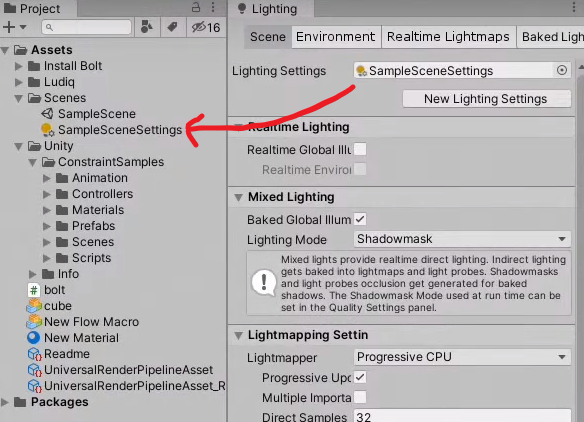 Project
16
Assets
Install Bolt
Ludiq
Scenes
SampleScene
SampleSceneSettings
Unity
ConstraintSamples
Animation
Controllers
Materials
Prefabs
Scenes
Scripts
Info
bolt
cube
New Flow Macro
New Material
Readme
UniversalRenderPipelineAsset
UniversalRenderPipelineAsset_R
Packages
Lighting
Scene Environment Realtime Lightmaps Baked Ligh
Lighting Settings SampleSceneSettings
New Lighting Settings
Realtime Lighting
Realtime Global Illu
Realtime Environ
Mixed Lighting
Baked Global Illum
Lighting Mode Shadowmask
Mixed lights provide realtime direct lighting. Indirect lighting
gets baked into lightmaps and light probes. Shadowmasks
and light probes occlusion get generated for baked
shadows. The Shadowmask Mode used at run time can be
set in the Quality Settings panel.
Lightmapping Settin
Lightmapper Progressive CPU
Progressive Upd
Multiple Importa
Direct Samples 32